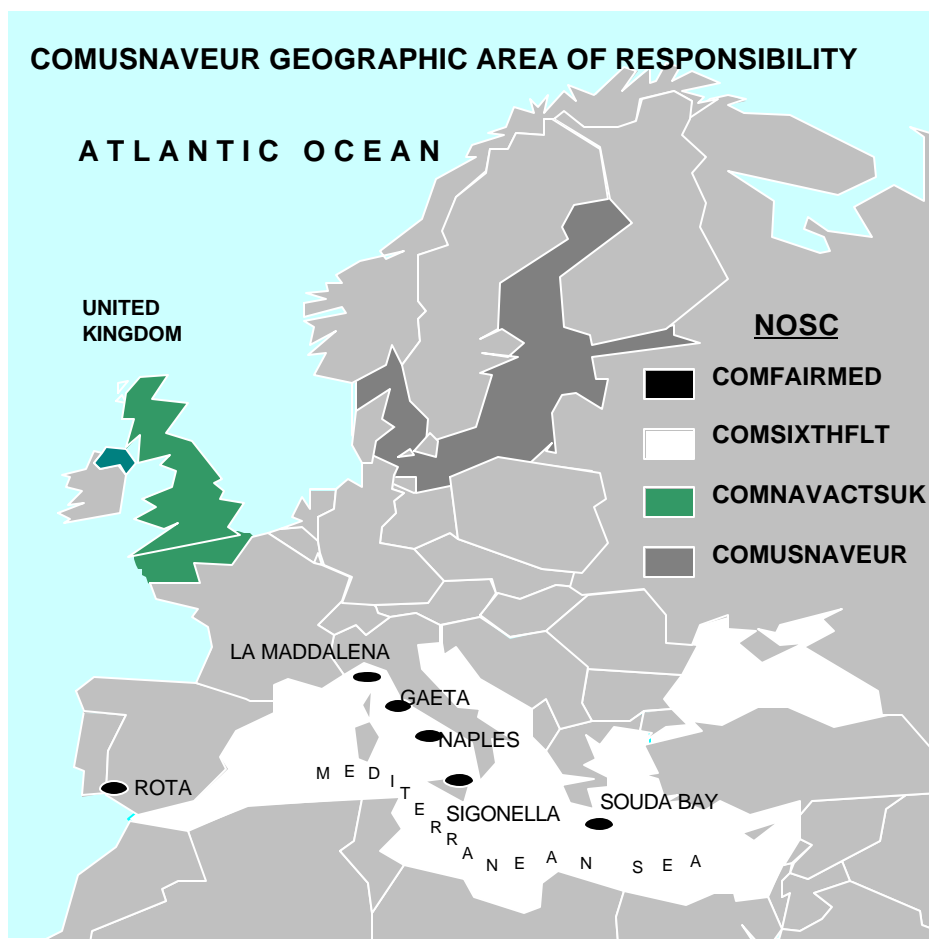 COMUSNAVEUR GEOGRAPHIC AREA OF RESPONSIBILITY
ATLANTIC OCEAN
UNITED
KINGDOM
NOSC
COMFAIRMED
COMSIXTHFLT
COMNAVACTSUK
COMUSNAVEUR
LA MADDALENA
GAETA
NAPLES
ROTA
SIGONELLA
SOUDA BAY
MEDITERRANEAN SEA